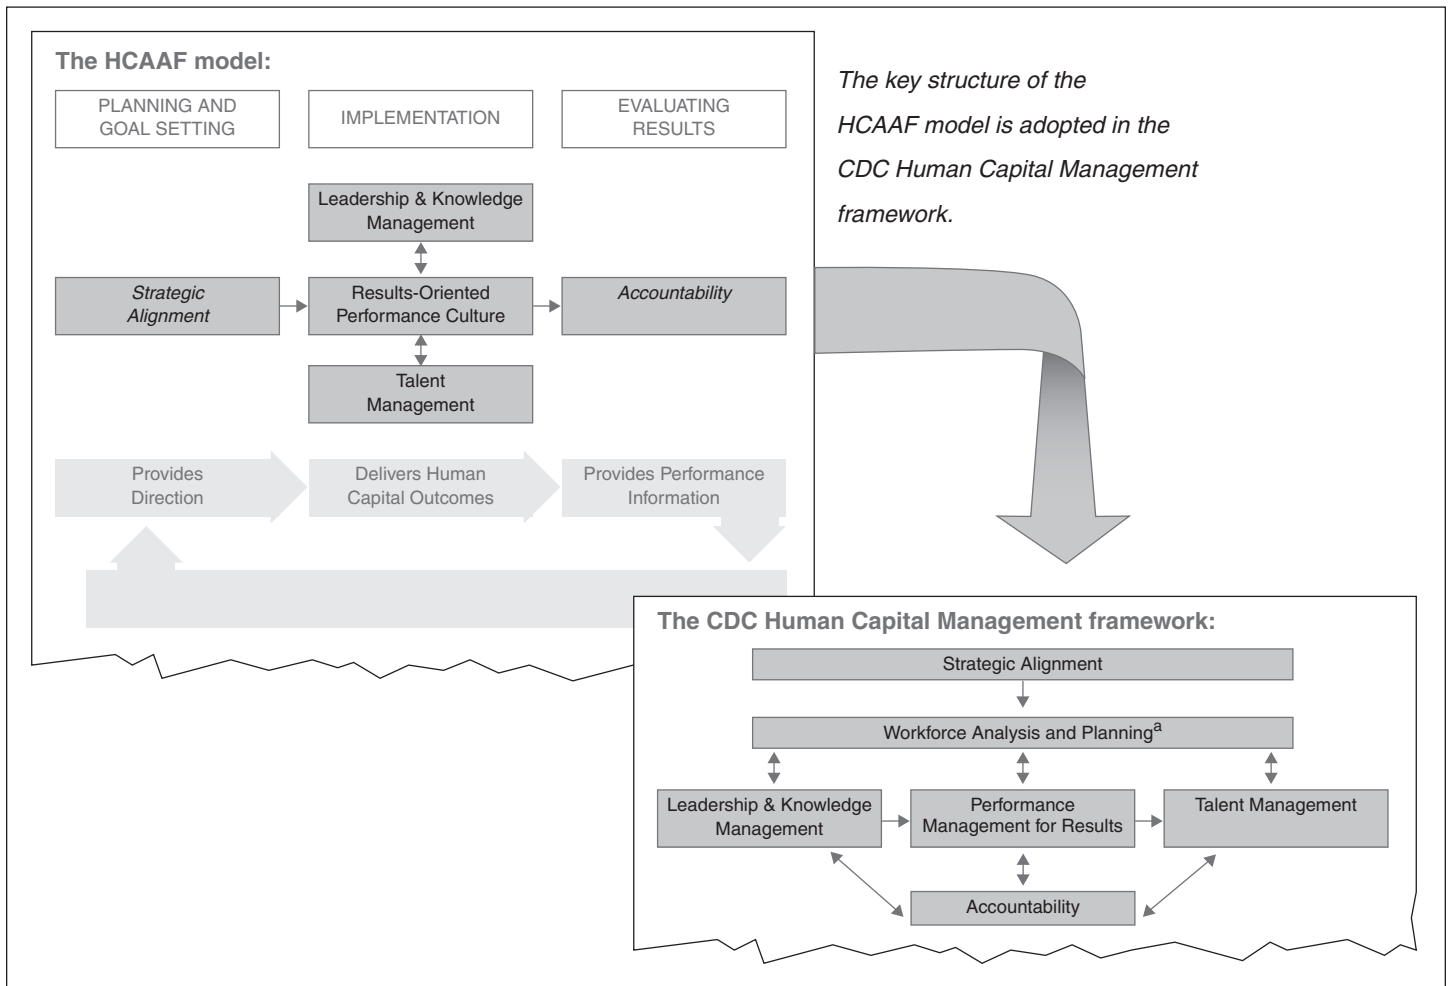 The HCAAF model:
PLANNING AND
GOAL SETTING
IMPLEMENTATION
EVALUATING
RESULTS
Leadership & Knowledge
Management
Strategic
Alignment
Results-Oriented
Performance Culture
Accountability
Talent
Management
Provides
Direction
Delivers Human
Capital Outcomes
Provides Performance
Information
The key structure of the
HCAAF model is adopted in the
CDC Human Capital Management
framework.
The CDC Human Capital Management framework:
Strategic Alignment
Workforce Analysis and Planningᵃ
Leadership & Knowledge
Management
Performance
Management for Results
Talent Management
Accountability